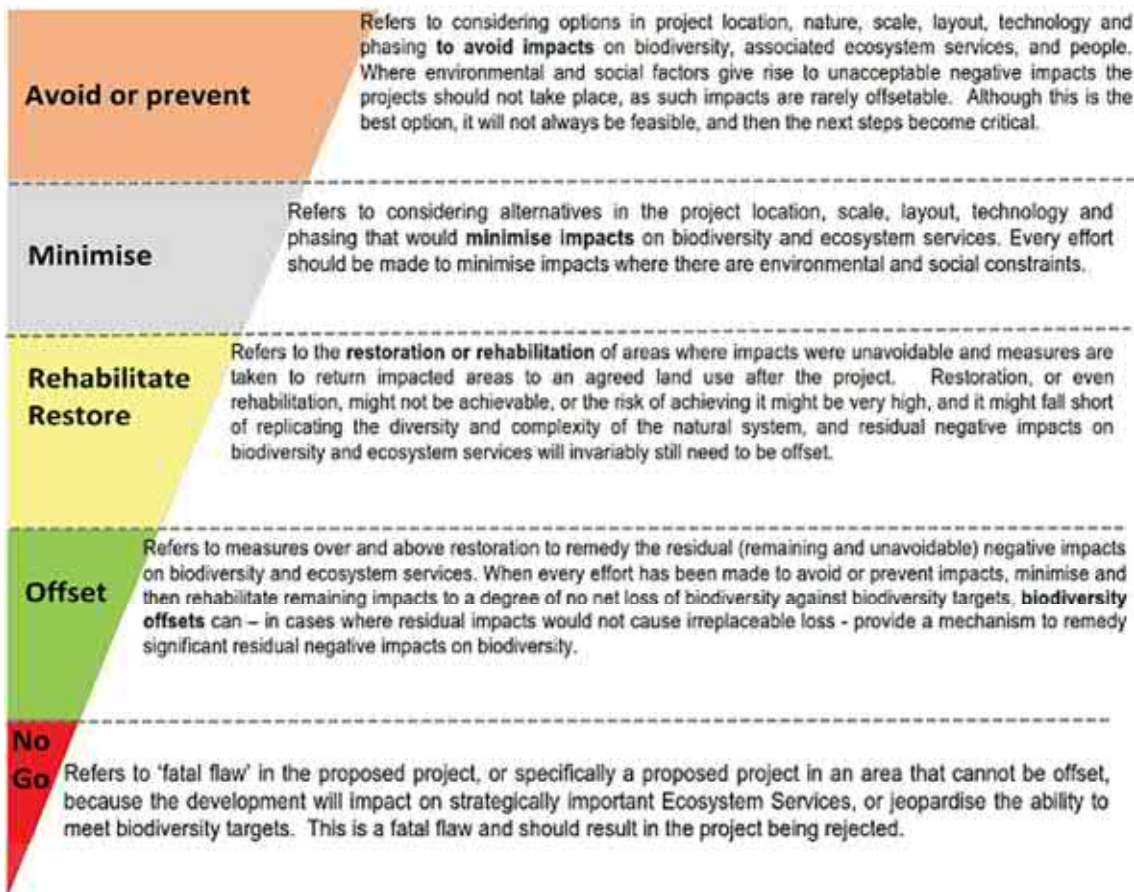 Avoid or prevent
Refers to considering options in project location, nature, scale, layout, technology and
phasing to avoid impacts on biodiversity, associated ecosystem services, and people.
Where environmental and social factors give rise to unacceptable negative impacts the
projects should not take place, as such impacts are rarely offsetable. Although this is the
best option, it will not always be feasible, and then the next steps become critical.
Minimise
Refers to considering alternatives in the project location, scale, layout, technology and
phasing that would minimise impacts on biodiversity and ecosystem services. Every effort
should be made to minimise impacts where there are environmental and social constraints.
Rehabilitate
Restore
Refers to the restoration or rehabilitation of areas where impacts were unavoidable and measures are
taken to return impacted areas to an agreed land use after the project. Restoration, or even
rehabilitation, might not be achievable, or the risk of achieving it might be very high, and it might fall short
of replicating the diversity and complexity of the natural system, and residual negative impacts on
biodiversity and ecosystem services will invariably still need to be offset.
Offset
Refers to measures over and above restoration to remedy the residual (remaining and unavoidable) negative impacts
on biodiversity and ecosystem services. When every effort has been made to avoid or prevent impacts, minimise and
then rehabilitate remaining impacts to a degree of no net loss of biodiversity against biodiversity targets, biodiversity
offsets can – in cases where residual impacts would not cause irreplaceable loss - provide a mechanism to remedy
significant residual negative impacts on biodiversity.
No
Go
Refers to 'fatal flaw' in the proposed project, or specifically a proposed project in an area that cannot be offset,
because the development will impact on strategically important Ecosystem Services, or jeopardise the ability to
meet biodiversity targets. This is a fatal flaw and should result in the project being rejected.